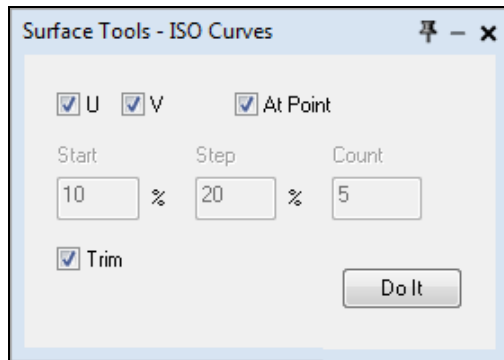 Surface Tools - ISO Curves
U V At Point
Start Step Count
10 % 20 % 5
Trim
Do It